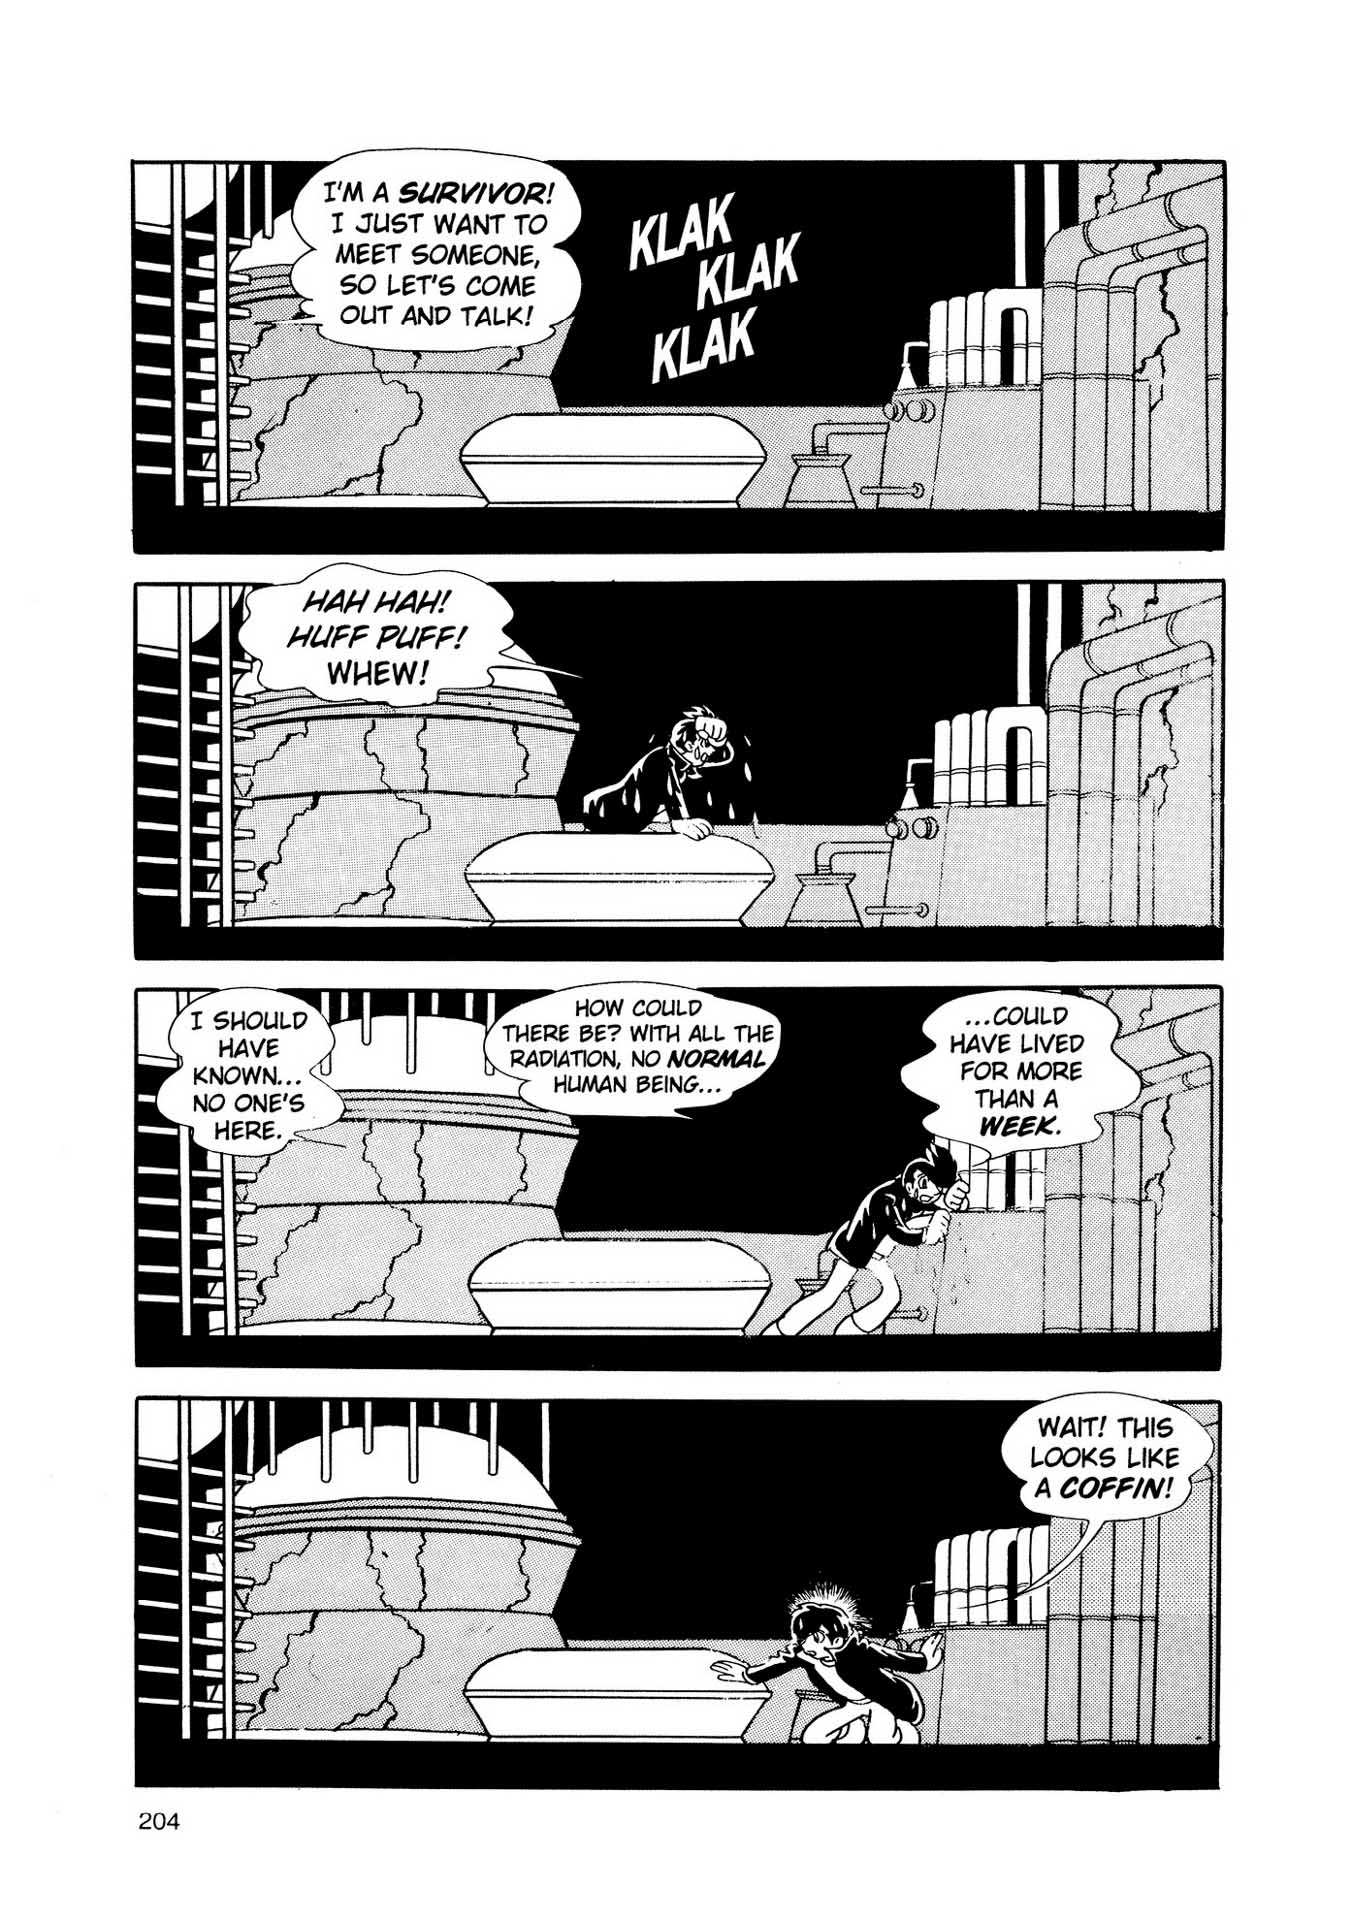 I'M A SURVIVOR!
I JUST WANT TO
MEET SOMEONE,
SO LET'S COME
OUT AND TALK!
KLAK
KLAK
KLAK
HAH HAH!
HUFF PUFF!
WHEW!
I SHOULD
HAVE
KNOWN...
NO ONE'S
HERE.
HOW COULD
THERE BE? WITH ALL THE
RADIATION, NO NORMAL
HUMAN BEING...
...COULD
HAVE LIVED
FOR MORE
THAN A
WEEK.
WAIT! THIS
LOOKS LIKE
A COFFIN!
204